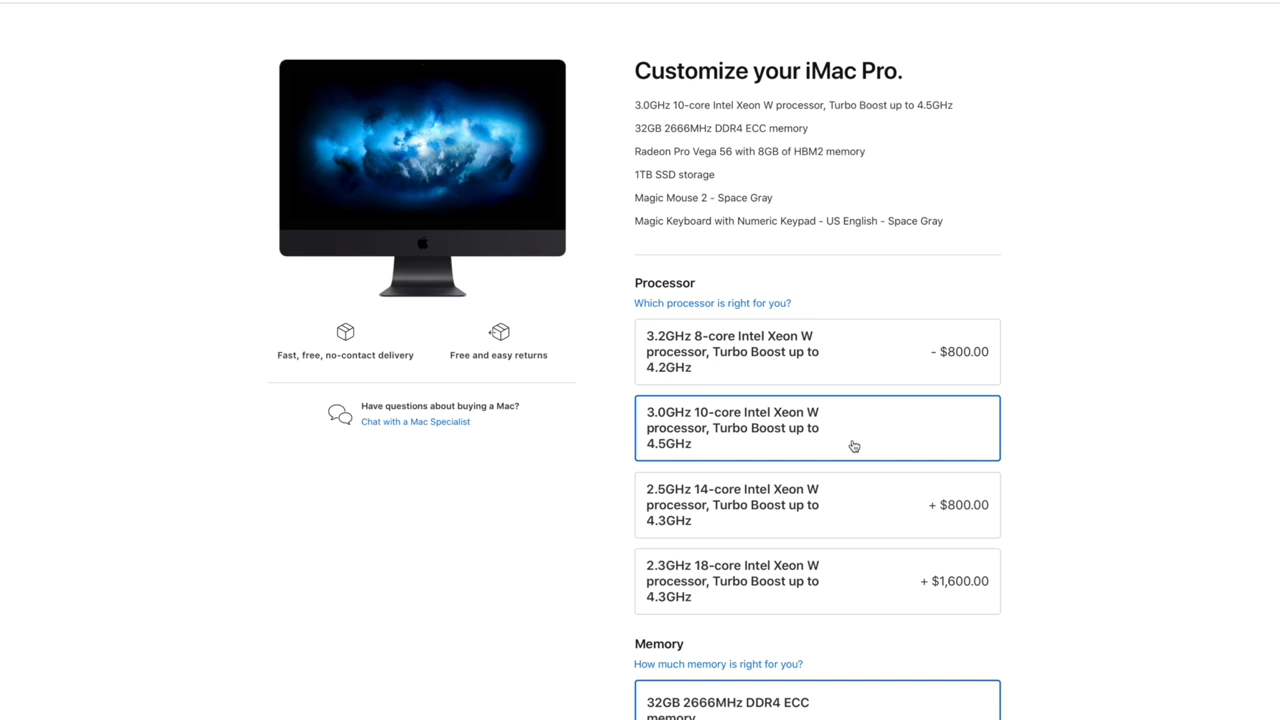 Customize your iMac Pro.
3.0GHz 10-core Intel Xeon W processor, Turbo Boost up to 4.5GHz
32GB 2666MHz DDR4 ECC memory
Radeon Pro Vega 56 with 8GB of HBM2 memory
1TB SSD storage
Magic Mouse 2 - Space Gray
Magic Keyboard with Numeric Keypad - US English - Space Gray
Fast, free, no-contact delivery
Free and easy returns
Have questions about buying a Mac?
Chat with a Mac Specialist
Processor
Which processor is right for you?
3.2GHz 8-core Intel Xeon W
processor, Turbo Boost up to
4.2GHz
- $800.00
3.0GHz 10-core Intel Xeon W
processor, Turbo Boost up to
4.5GHz
2.5GHz 14-core Intel Xeon W
processor, Turbo Boost up to
4.3GHz
+ $800.00
2.3GHz 18-core Intel Xeon W
processor, Turbo Boost up to
4.3GHz
+ $1,600.00
Memory
How much memory is right for you?
32GB 2666MHz DDR4 ECC
memory